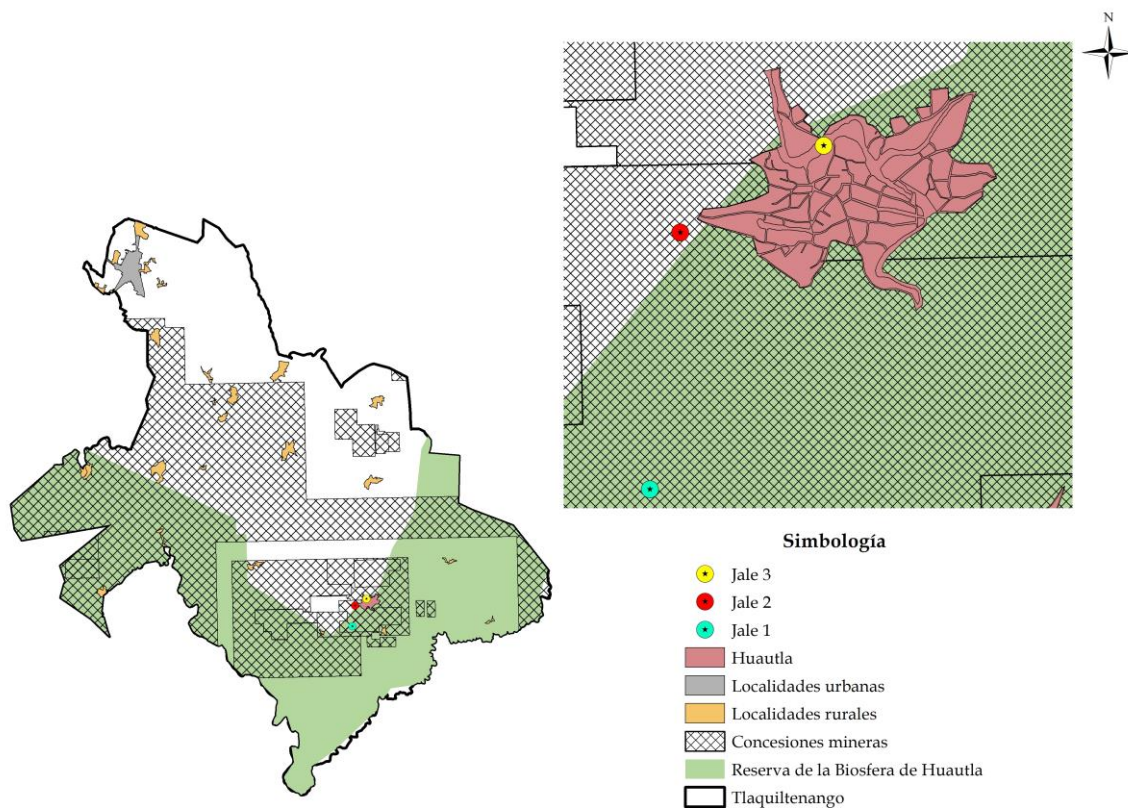 N
Simbología
Jale 3
Jale 2
Jale 1
Huautla
Localidades urbanas
Localidades rurales
Concesiones mineras
Reserva de la Biosfera de Huautla
Tlaquiltenango